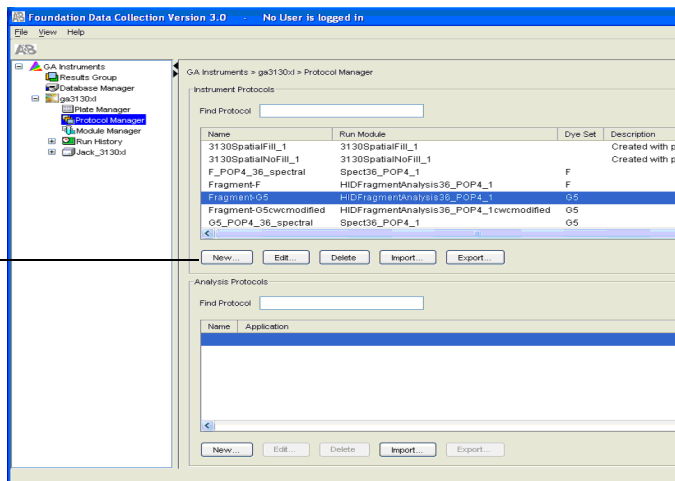 Foundation Data Collection Version 3.0 - No User is logged in
File View Help
AB
GA Instruments
Results Group
Database Manager
ga3130xl
Plate Manager
Protocol Manager
Module Manager
Run History
Jack_3130xl
GA Instruments > ga3130xl > Protocol Manager
Instrument Protocols
Find Protocol
Name Run Module Dye Set Description
3130SpatialFill_1 3130SpatialFill_1 Created with p
3130SpatialNoFill_1 3130SpatialNoFill_1 Created with p
F_POP4_36_spectral Spect36_POP4_1 F
Fragment-F HIDFragmentAnalysis36_POP4_1 F
Fragment-G5 HIDFragmentAnalysis36_POP4_1 G5
Fragment-G5cwcmodified HIDFragmentAnalysis36_POP4_1cwcmodified G5
G5_POP4_36_spectral Spect36_POP4_1 G5
New... Edit... Delete Import... Export...
Analysis Protocols
Find Protocol
Name Application
New... Edit... Delete Import... Export...